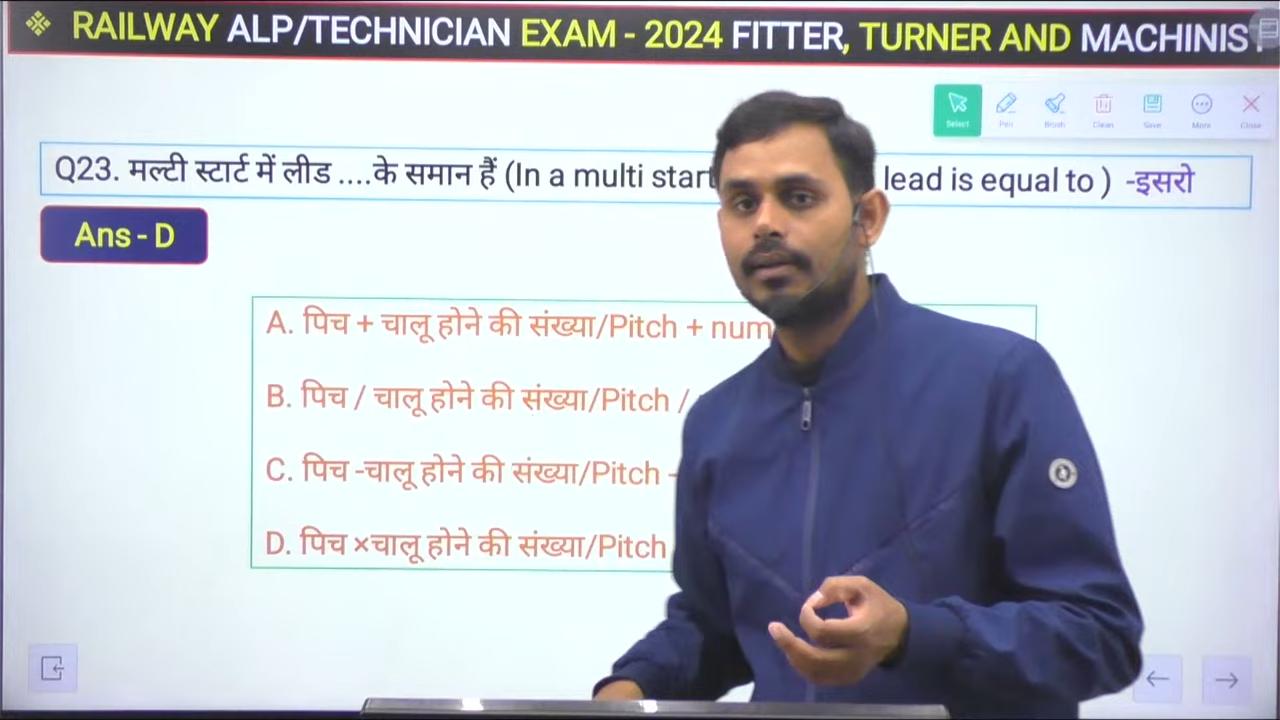 RAILWAY ALP/TECHNICIAN EXAM - 2024 FITTER, TURNER AND MACHINIS
Select Pen Brush Clean Save More Close
Q23. मल्टी स्टार्ट में लीड ....के समान हैं (In a multi start lead is equal to ) -इसरो
Ans - D
A. पिच + चालू होने की संख्या/Pitch + num
B. पिच / चालू होने की संख्या/Pitch /
C. पिच -चालू होने की संख्या/Pitch -
D. पिच ×चालू होने की संख्या/Pitch